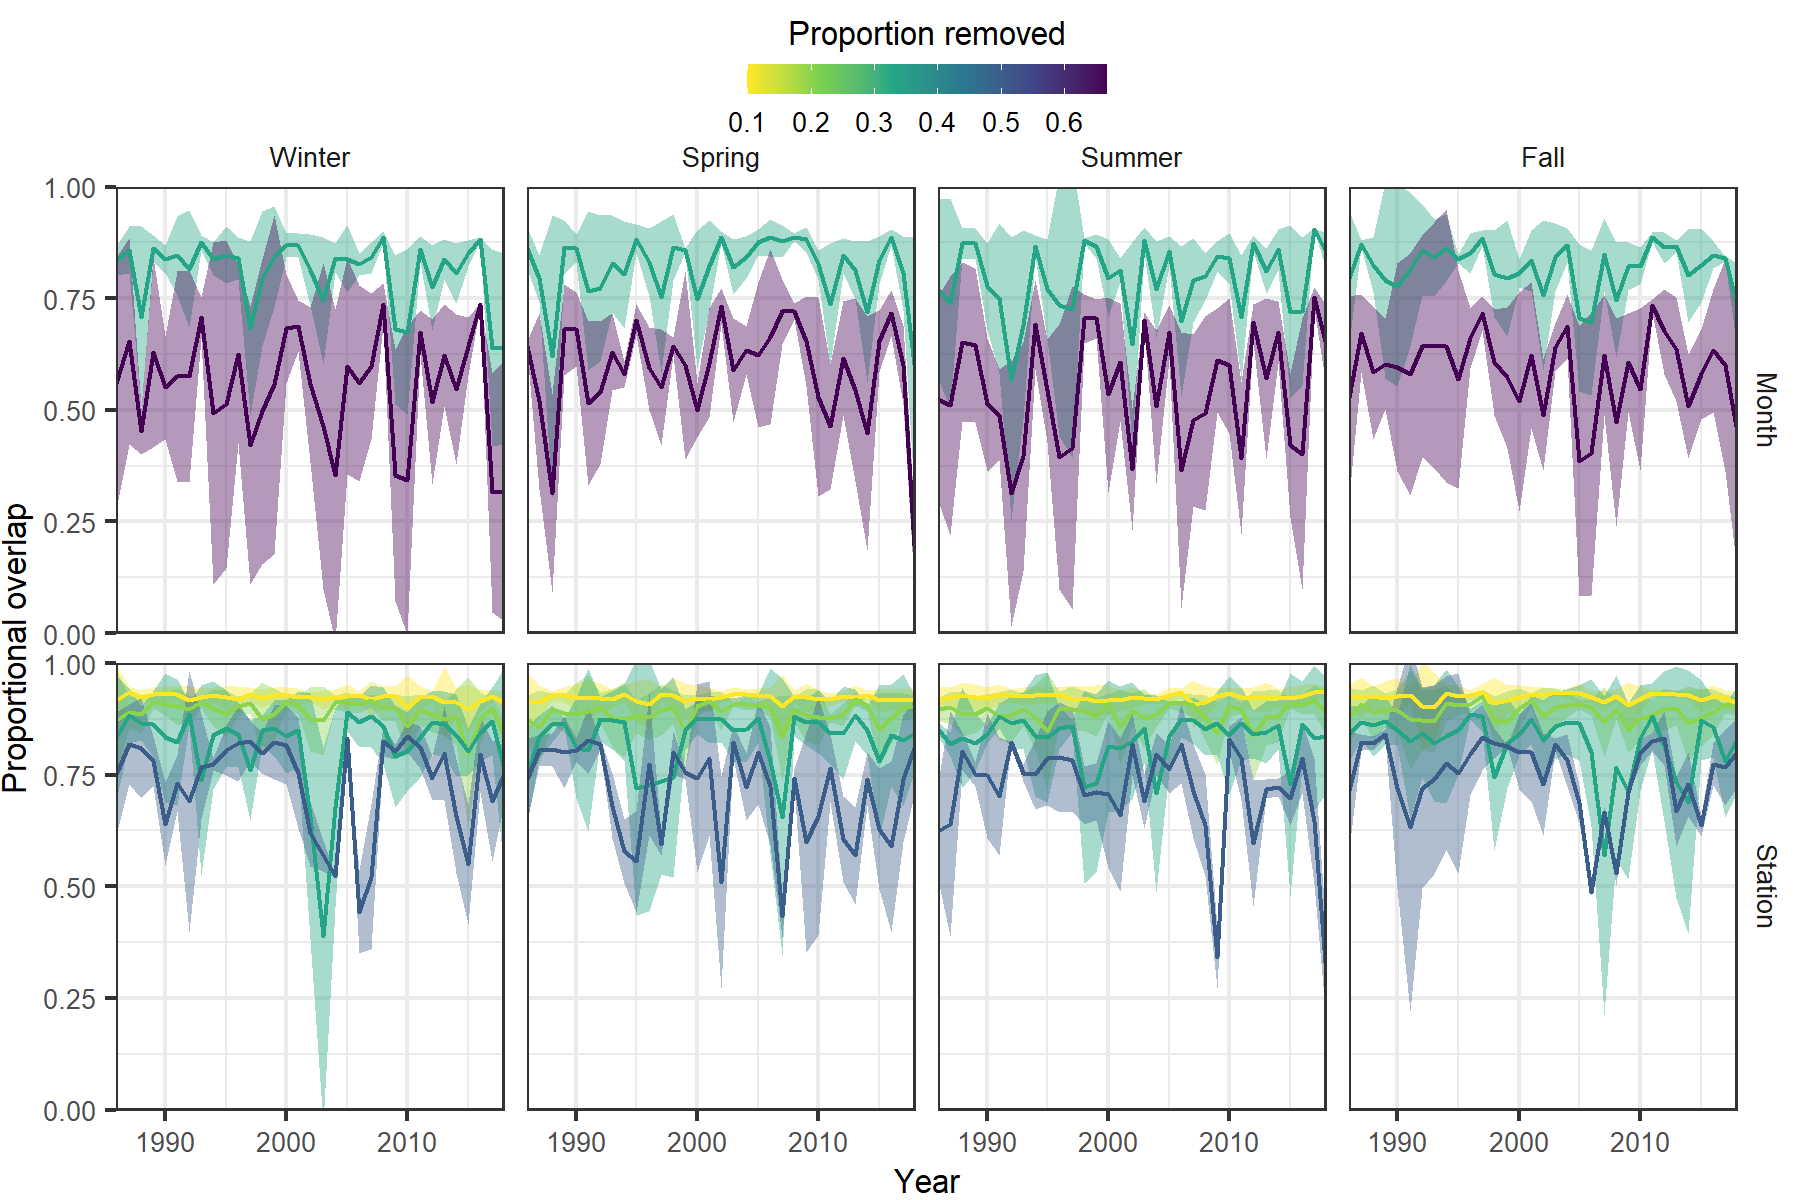 Proportion removed
0.1 0.2 0.3 0.4 0.5 0.6
Winter Spring Summer Fall
1.00
0.75
0.50
0.25
0.00
Month
1.00
0.75
0.50
0.25
0.00
Station
Proportional overlap
1990 2000 2010 1990 2000 2010 1990 2000 2010 1990 2000 2010
Year